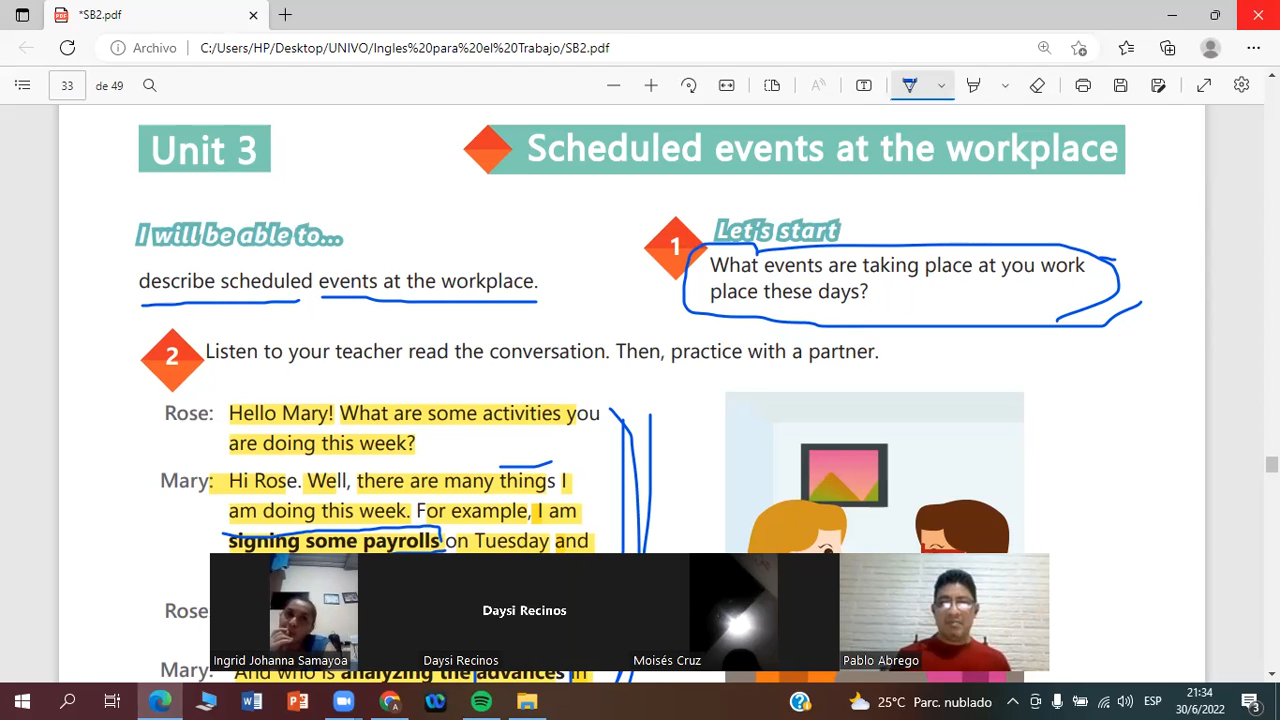 *SB2.pdf
Archivo
C:/Users/HP/Desktop/UNIVO/Ingles%20para%20el%20Trabajo/SB2.pdf
33
de 49
Unit 3
Scheduled events at the workplace
I will be able to...
describe scheduled events at the workplace.
1
Let's start
What events are taking place at you work
place these days?
2
Listen to your teacher read the conversation. Then, practice with a partner.
Rose: Hello Mary! What are some activities you
are doing this week?
Mary: Hi Rose. Well, there are many things I
am doing this week. For example, I am
signing some payrolls on Tuesday and
Rose
Mary: And who is analyzing the advances in
Daysi Recinos
Ingrid Johanna Samayoa
Daysi Recinos
Moisés Cruz
Pablo Abrego
25°C Parc. nublado
ESP
21:34
30/6/2022
3